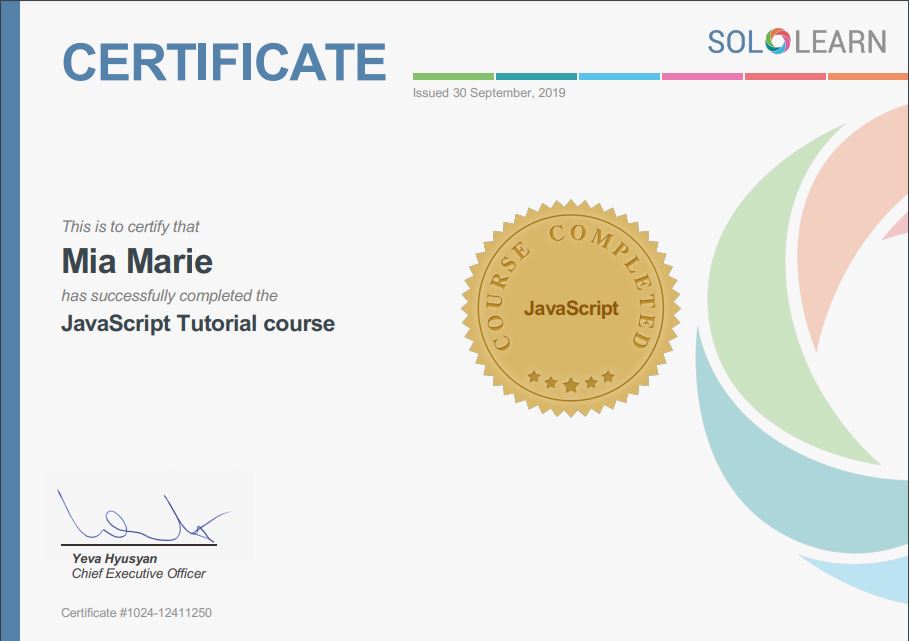 CERTIFICATE
SOLOLEARN
Issued 30 September, 2019
This is to certify that
Mia Marie
has successfully completed the
JavaScript Tutorial course
COURSE COMPLETED
JavaScript
Yeva Hyusyan
Chief Executive Officer
Certificate #1024-12411250